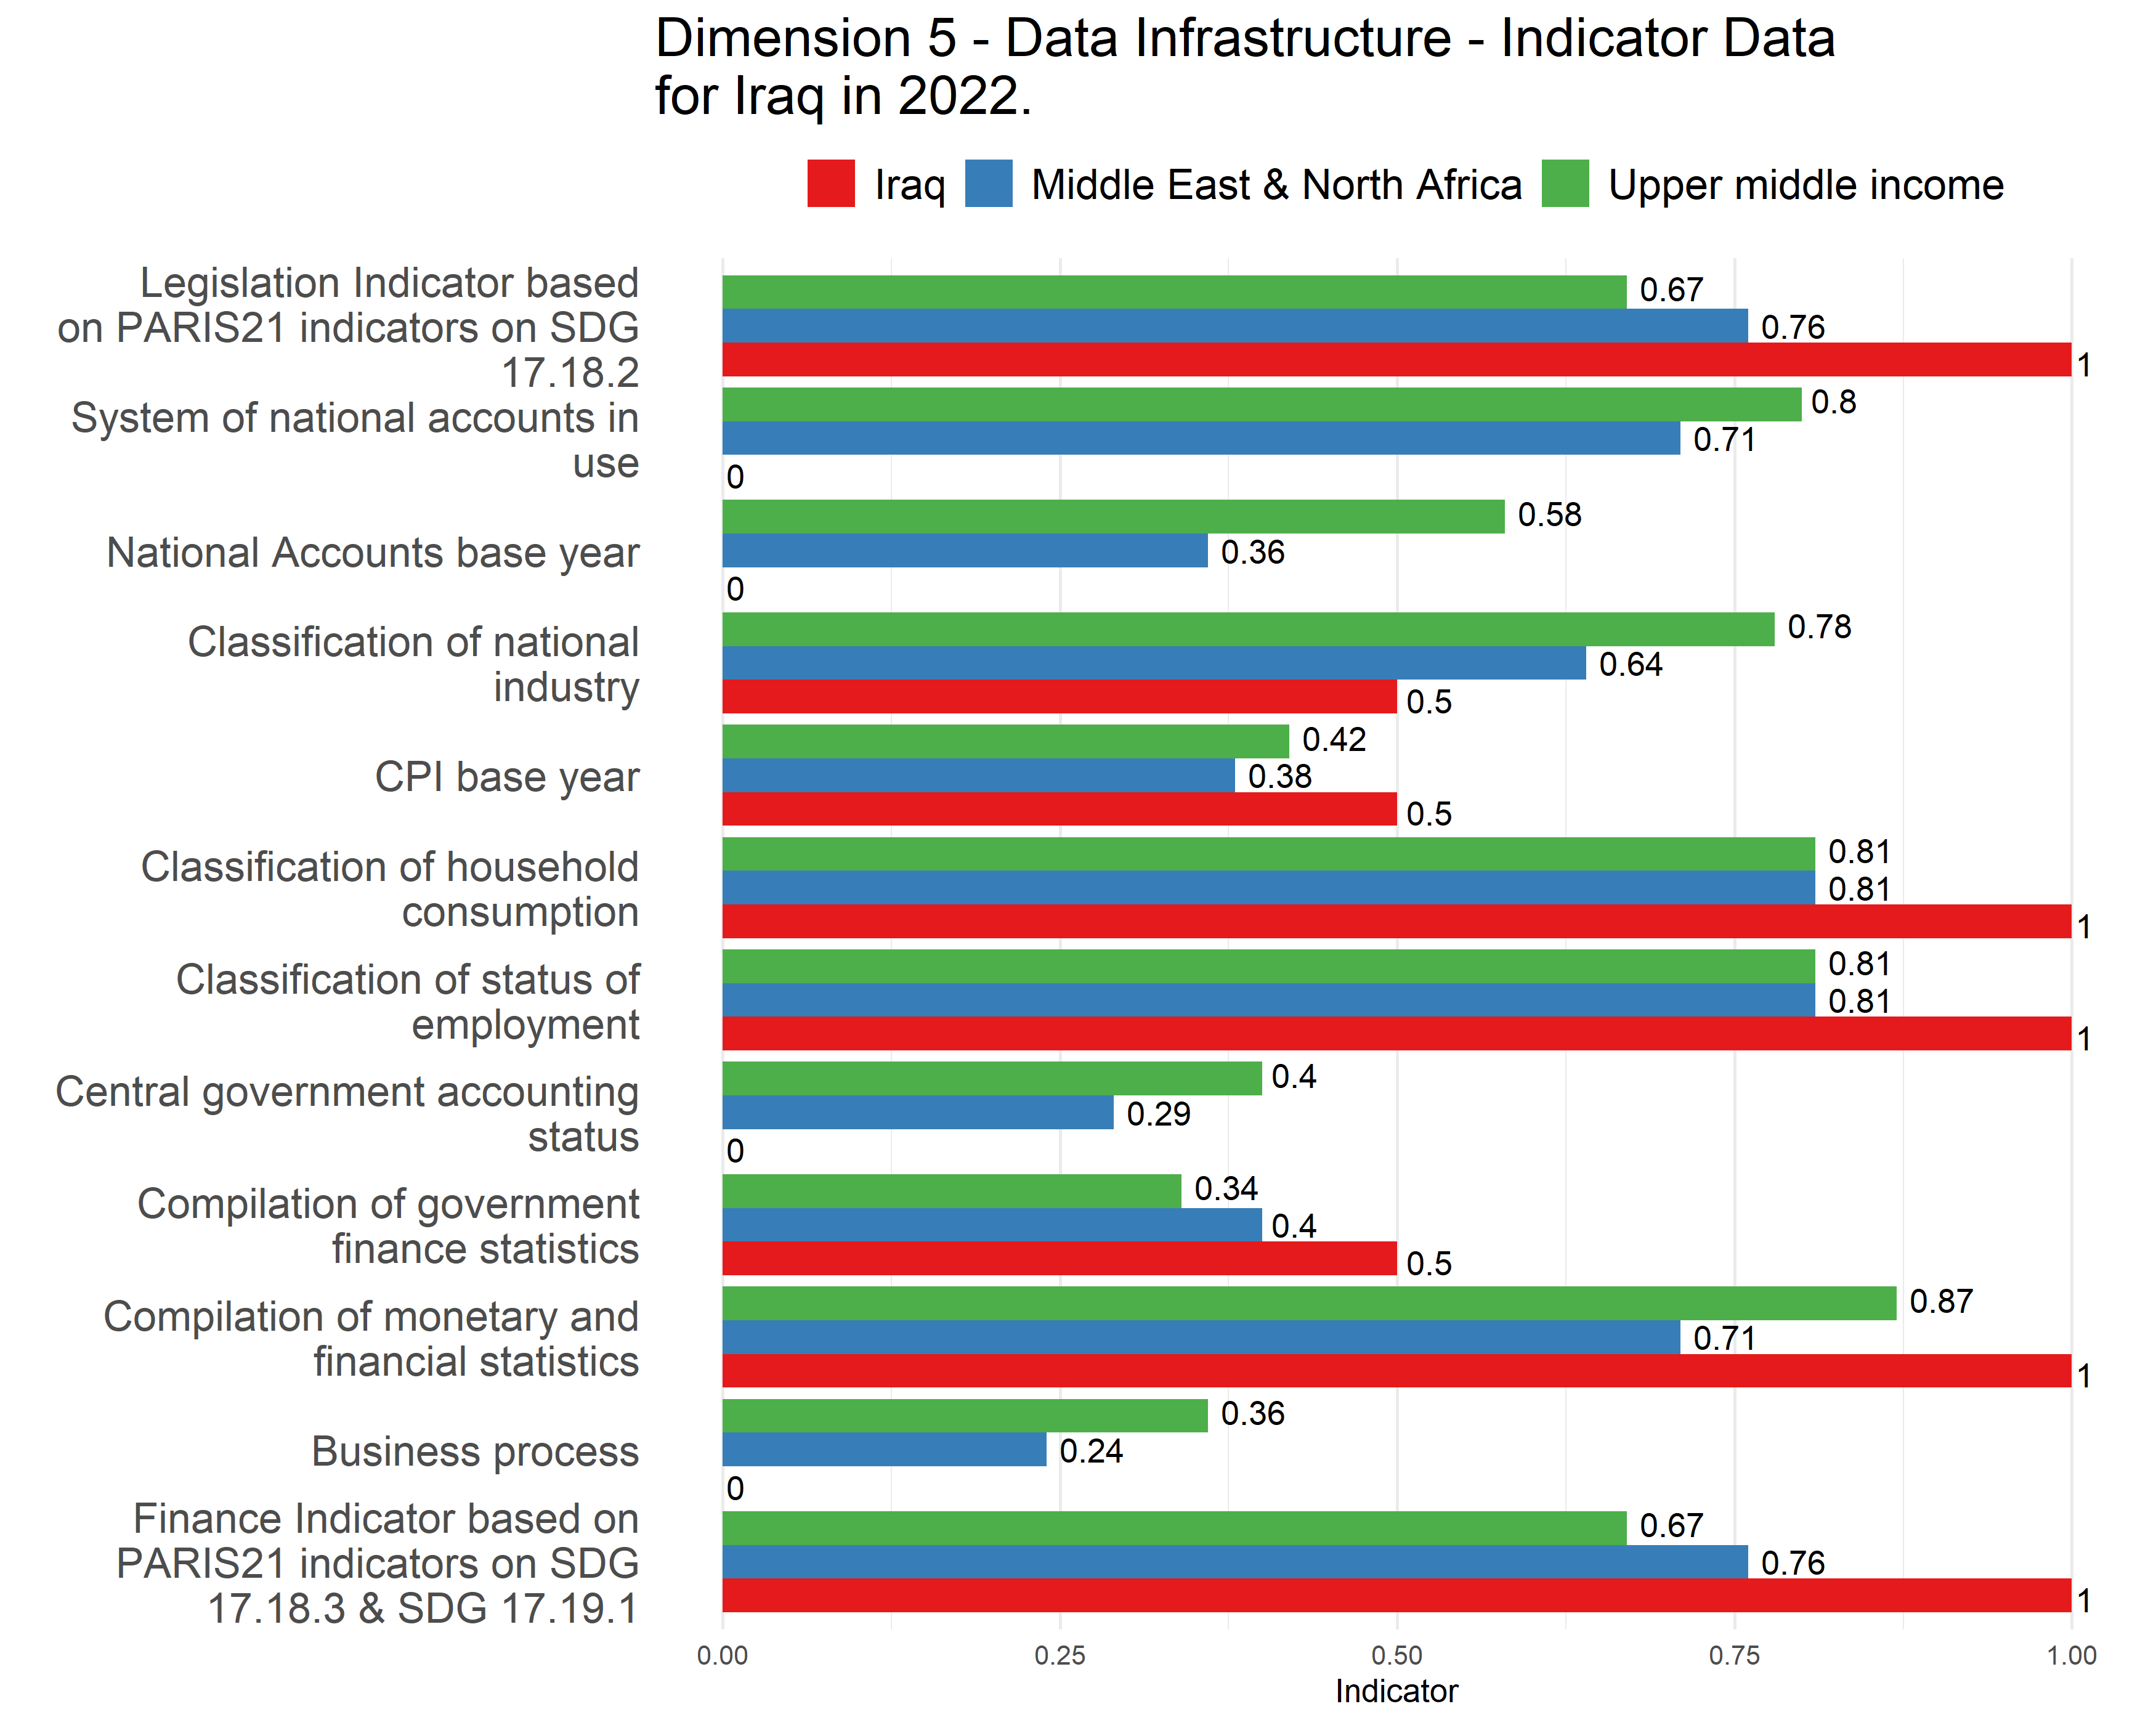 Dimension 5 - Data Infrastructure - Indicator Data
for Iraq in 2022.
Iraq Middle East & North Africa Upper middle income
Legislation Indicator based
on PARIS21 indicators on SDG
17.18.2
0.67
0.76
1
System of national accounts in
use
0.8
0.71
0
National Accounts base year
0.58
0.36
0
Classification of national
industry
0.78
0.64
0.5
CPI base year
0.42
0.38
0.5
Classification of household
consumption
0.81
0.81
1
Classification of status of
employment
0.81
0.81
1
Central government accounting
status
0.4
0.29
0
Compilation of government
finance statistics
0.34
0.4
0.5
Compilation of monetary and
financial statistics
0.87
0.71
1
Business process
0.36
0.24
0
Finance Indicator based on
PARIS21 indicators on SDG
17.18.3 & SDG 17.19.1
0.67
0.76
1
0.00 0.25 0.50 0.75 1.00
Indicator